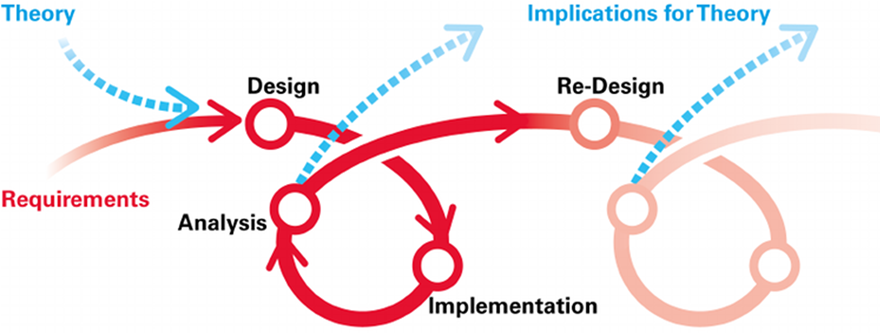 Theory
Implications for Theory
Design
Re-Design
Requirements
Analysis
Implementation